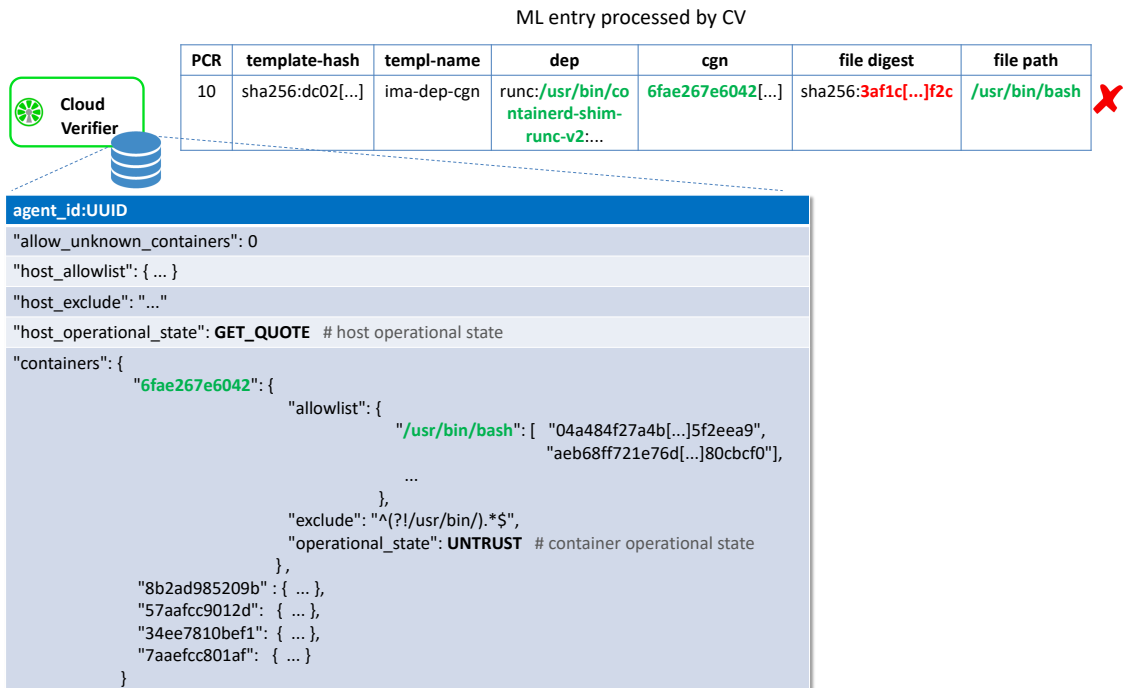 ML entry processed by CV
PCR template-hash templ-name dep cgn file digest file path
10 sha256:dc02[...] ima-dep-cgn runc:/usr/bin/co 6fae267e6042[...] sha256:3af1c[...]f2c /usr/bin/bash
ntainerd-shim-
runc-v2:...
Cloud
Verifier
agent_id:UUID
"allow_unknown_containers": 0
"host_allowlist": { ... }
"host_exclude": "..."
"host_operational_state": GET_QUOTE # host operational state
"containers": {
"6fae267e6042": {
"allowlist": {
"/usr/bin/bash": [ "04a484f27a4b[...]5f2eea9",
"aeb68ff721e76d[...]80cbcf0"],
...
},
"exclude": "^(?!/usr/bin/).*$",
"operational_state": UNTRUST # container operational state
} ,
"8b2ad985209b" : { ... },
"57aafcc9012d": { ... },
"34ee7810bef1": { ... },
"7aaefcc801af": { ... }
}